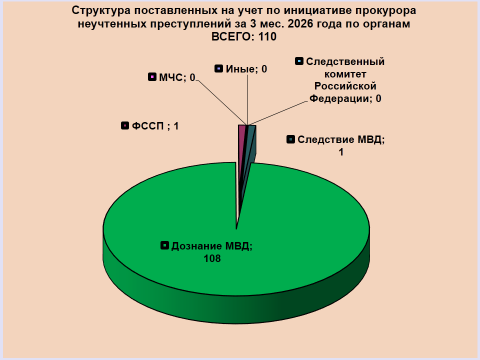 Структура поставленных на учет по инициативе прокурора
неучтенных преступлений за 3 мес. 2026 года по органам
ВСЕГО: 110
Следственный
комитет
Российской
Федерации; 0
Иные; 0
МЧС; 0
ФССП ; 1
Следствие МВД;
1
Дознание МВД;
108